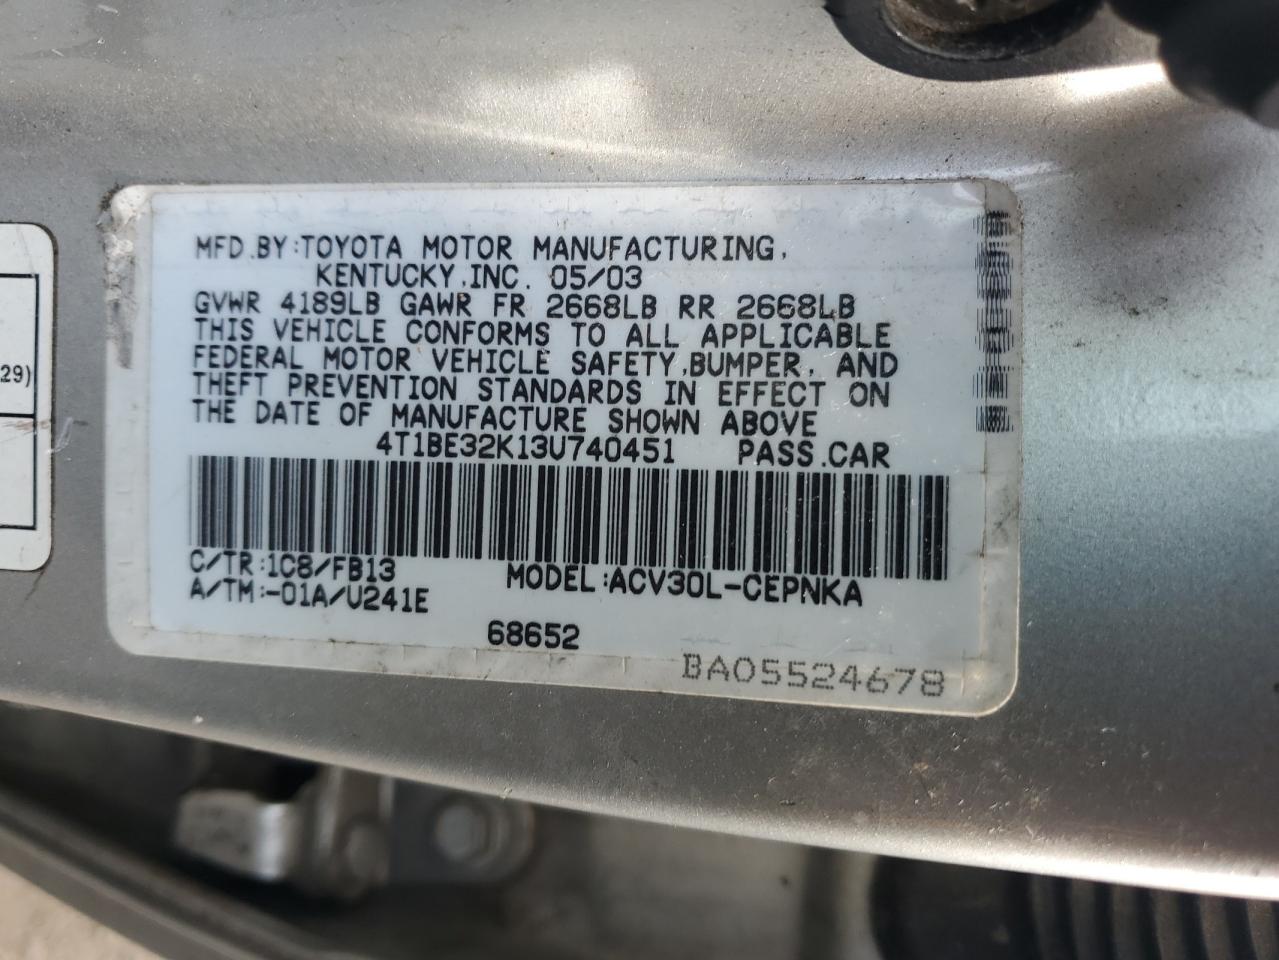 MFD.BY:TOYOTA MOTOR MANUFACTURING,
KENTUCKY,INC. 05/03
GVWR 4189LB GAWR FR 2668LB RR 2668LB
THIS VEHICLE CONFORMS TO ALL APPLICABLE
FEDERAL MOTOR VEHICLE SAFETY,BUMPER, AND
THEFT PREVENTION STANDARDS IN EFFECT ON
THE DATE OF MANUFACTURE SHOWN ABOVE
4T1BE32K13U740451 PASS.CAR
C/TR:1C8/FB13
MODEL:ACV30L-CEPNKA
A/TM:-01A/U241E
68652
BA05524678
29)